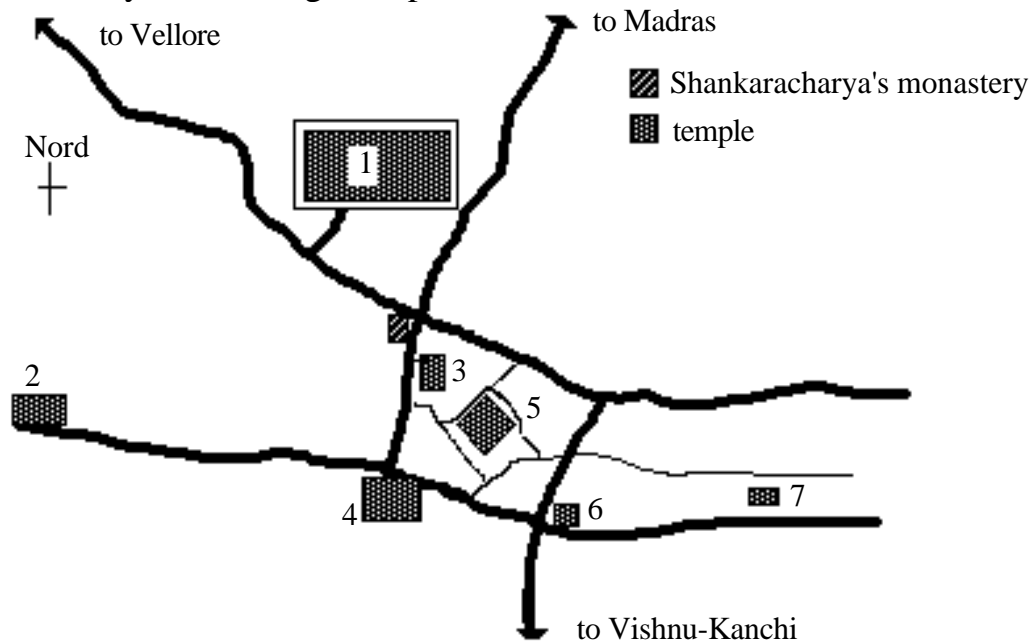 to Vellore
to Madras
Shankaracharya's monastery
temple
Nord
1
2
3
5
4
6
7
to Vishnu-Kanchi